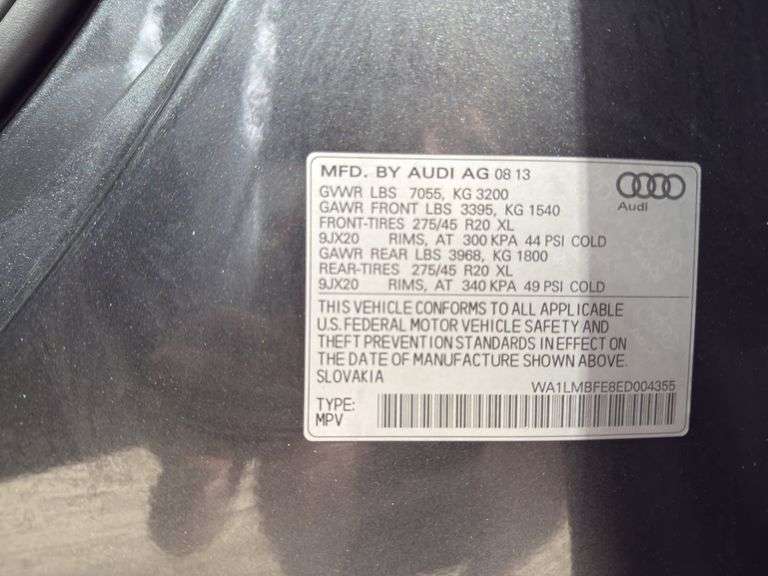 MFD. BY AUDI AG 08 13
GVWR LBS 7055, KG 3200
GAWR FRONT LBS 3395, KG 1540
FRONT-TIRES 275/45 R20 XL
9JX20 RIMS, AT 300 KPA 44 PSI COLD
GAWR REAR LBS 3968, KG 1800
REAR-TIRES 275/45 R20 XL
9JX20 RIMS, AT 340 KPA 49 PSI COLD
Audi
THIS VEHICLE CONFORMS TO ALL APPLICABLE
U.S. FEDERAL MOTOR VEHICLE SAFETY AND
THEFT PREVENTION STANDARDS IN EFFECT ON
THE DATE OF MANUFACTURE SHOWN ABOVE.
SLOVAKIA
WA1LMBFE8ED004355
TYPE:
MPV